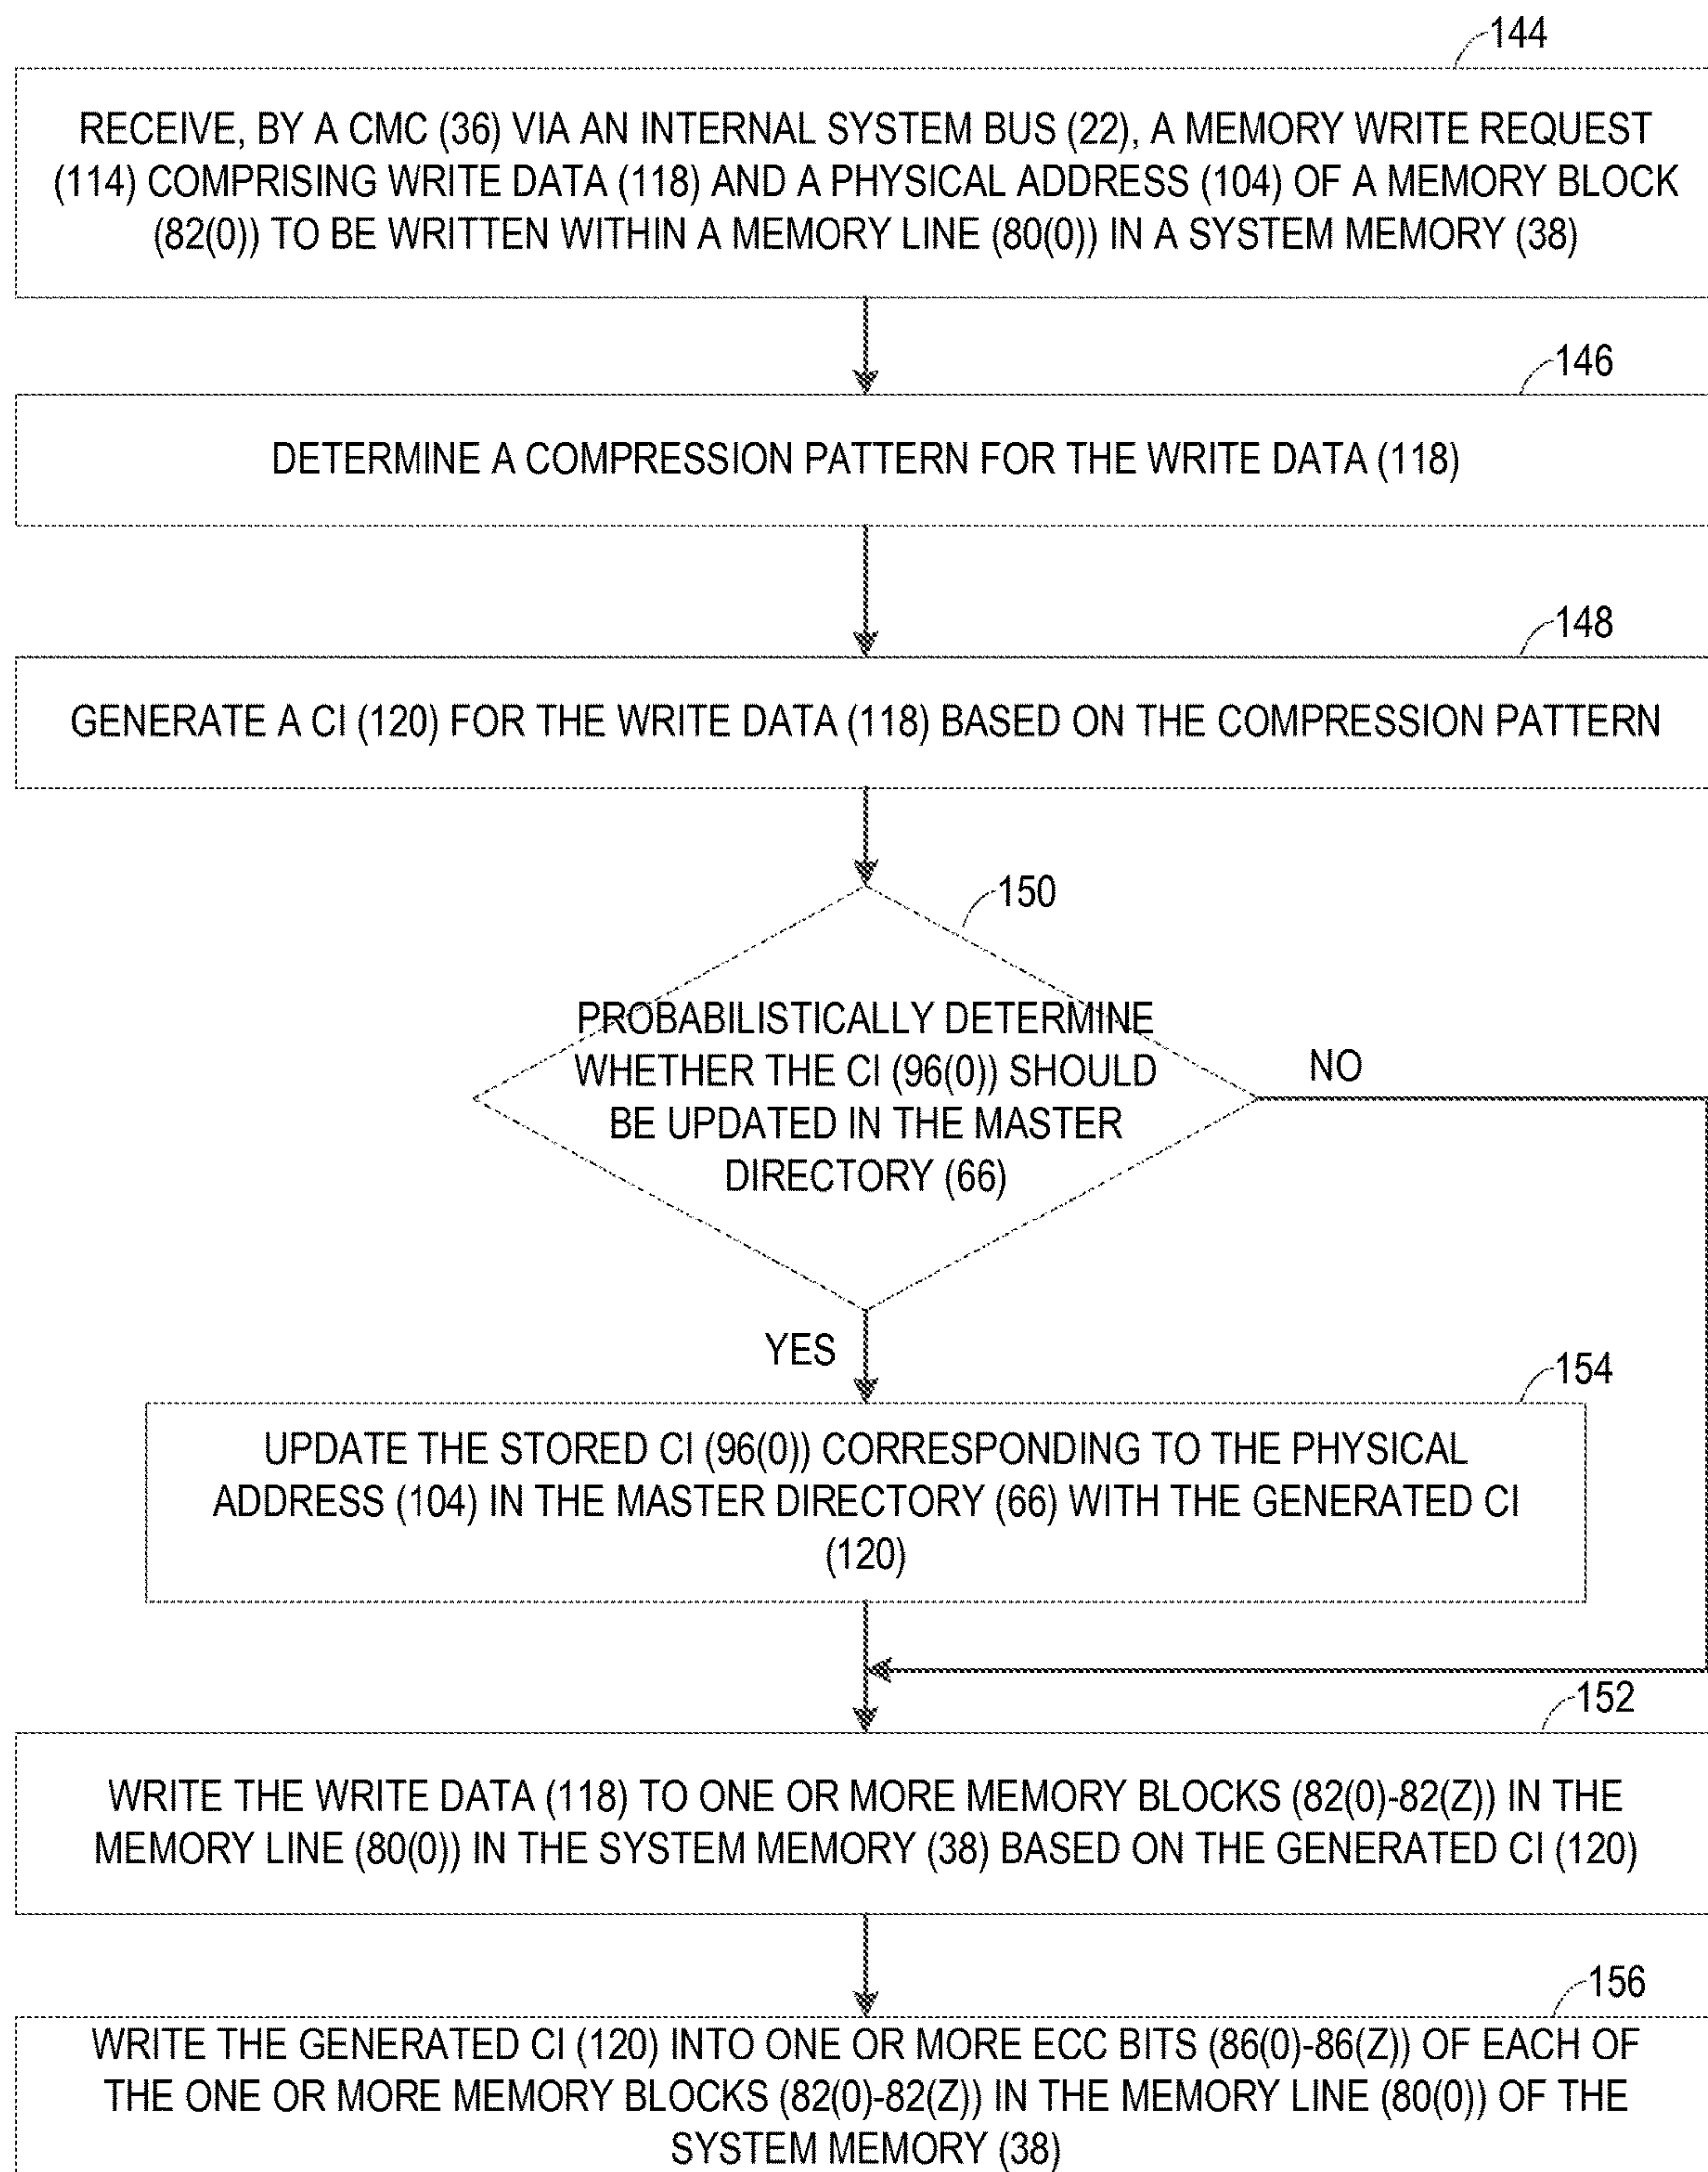 144
RECEIVE, BY A CMC (36) VIA AN INTERNAL SYSTEM BUS (22), A MEMORY WRITE REQUEST
(114) COMPRISING WRITE DATA (118) AND A PHYSICAL ADDRESS (104) OF A MEMORY BLOCK
(82(0)) TO BE WRITTEN WITHIN A MEMORY LINE (80(0)) IN A SYSTEM MEMORY (38)
146
DETERMINE A COMPRESSION PATTERN FOR THE WRITE DATA (118)
148
GENERATE A CI (120) FOR THE WRITE DATA (118) BASED ON THE COMPRESSION PATTERN
150
PROBABILISTICALLY DETERMINE
WHETHER THE CI (96(0)) SHOULD
BE UPDATED IN THE MASTER
DIRECTORY (66)
NO
YES
154
UPDATE THE STORED CI (96(0)) CORRESPONDING TO THE PHYSICAL
ADDRESS (104) IN THE MASTER DIRECTORY (66) WITH THE GENERATED CI
(120)
152
WRITE THE WRITE DATA (118) TO ONE OR MORE MEMORY BLOCKS (82(0)-82(Z)) IN THE
MEMORY LINE (80(0)) IN THE SYSTEM MEMORY (38) BASED ON THE GENERATED CI (120)
156
WRITE THE GENERATED CI (120) INTO ONE OR MORE ECC BITS (86(0)-86(Z)) OF EACH OF
THE ONE OR MORE MEMORY BLOCKS (82(0)-82(Z)) IN THE MEMORY LINE (80(0)) OF THE
SYSTEM MEMORY (38)